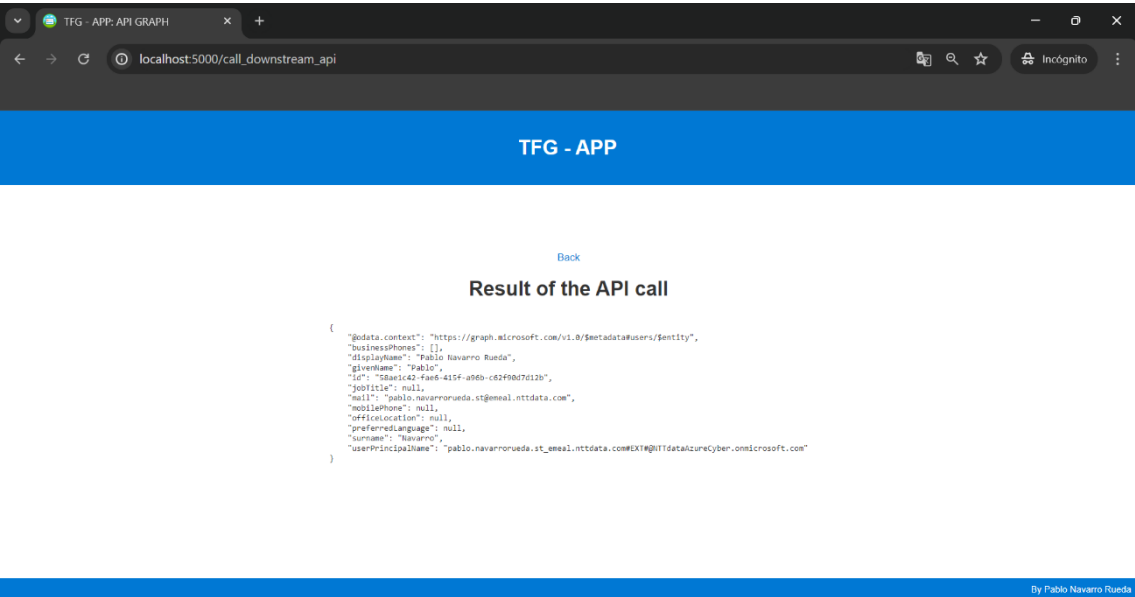 TFG - APP: API GRAPH
localhost:5000/call_downstream_api
Incógnito
TFG - APP
Back
Result of the API call
{
"@odata.context": "https://graph.microsoft.com/v1.0/$metadata#users/$entity",
"businessPhones": [],
"displayName": "Pablo Navarro Rueda",
"givenName": "Pablo",
"id": "58ae1c42-fae6-415f-a96b-c62f90d7d12b",
"jobTitle": null,
"mail": "pablo.navarrorueda.st@emeal.nttdata.com",
"mobilePhone": null,
"officeLocation": null,
"preferredLanguage": null,
"surname": "Navarro",
"userPrincipalName": "pablo.navarrorueda.st_emeal.nttdata.com#EXT#@NTTdataAzureCyber.onmicrosoft.com"
}
By Pablo Navarro Rueda